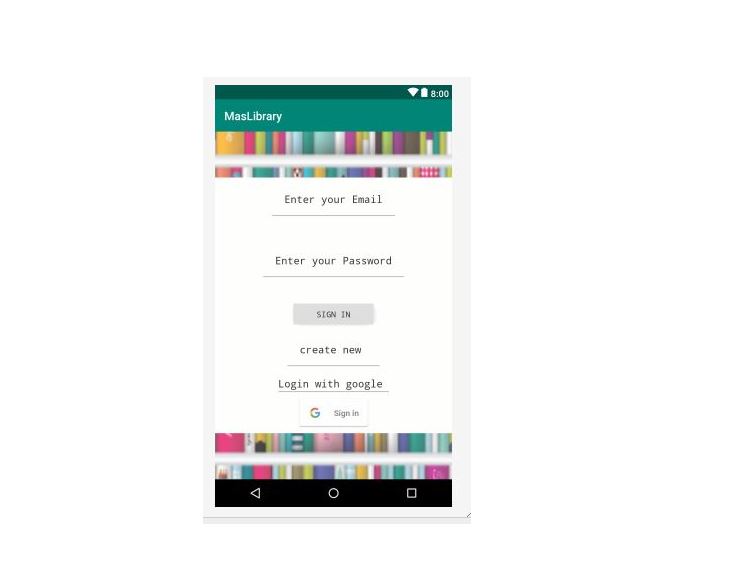 8:00
MasLibrary
Enter your Email
Enter your Password
SIGN IN
create new
Login with google
Sign in